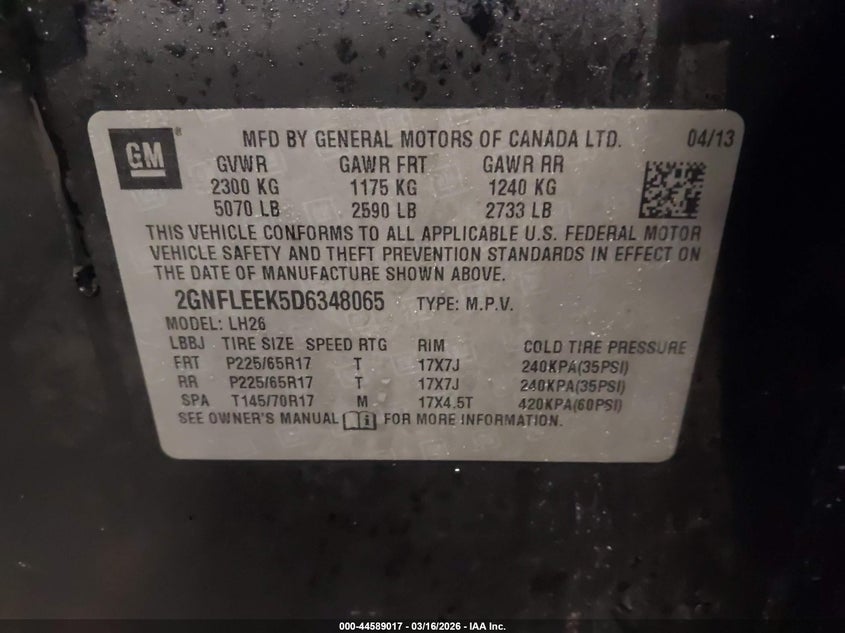 GM ® MFD BY GENERAL MOTORS OF CANADA LTD. 04/13
GVWR GAWR FRT GAWR RR
2300 KG 1175 KG 1240 KG
5070 LB 2590 LB 2733 LB
THIS VEHICLE CONFORMS TO ALL APPLICABLE U.S. FEDERAL MOTOR
VEHICLE SAFETY AND THEFT PREVENTION STANDARDS IN EFFECT ON
THE DATE OF MANUFACTURE SHOWN ABOVE.
2GNFLEEK5D6348065 TYPE: M.P.V.
MODEL: LH26
LBBJ TIRE SIZE SPEED RTG RIM COLD TIRE PRESSURE
FRT P225/65R17 T 17X7J 240KPA(35PSI)
RR P225/65R17 T 17X7J 240KPA(35PSI)
SPA T145/70R17 M 17X4.5T 420KPA(60PSI)
SEE OWNER'S MANUAL i FOR MORE INFORMATION.
000-44589017 - 03/16/2026 - IAA Inc.